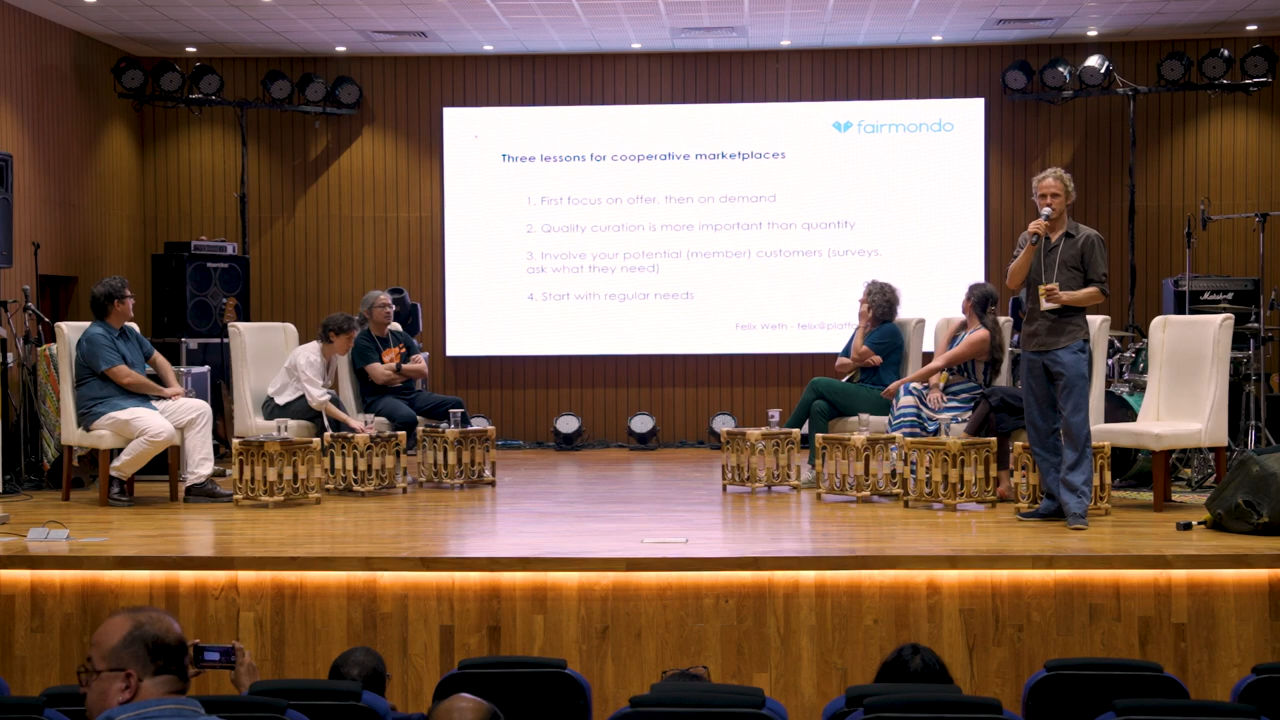 fairmondo
Three lessons for cooperative marketplaces
1. First focus on offer, then on demand
2. Quality curation is more important than quantity
3. Involve your potential (member) customers (surveys,
ask what they need)
4. Start with regular needs
Felix Weth - felix@platfo
Marshall